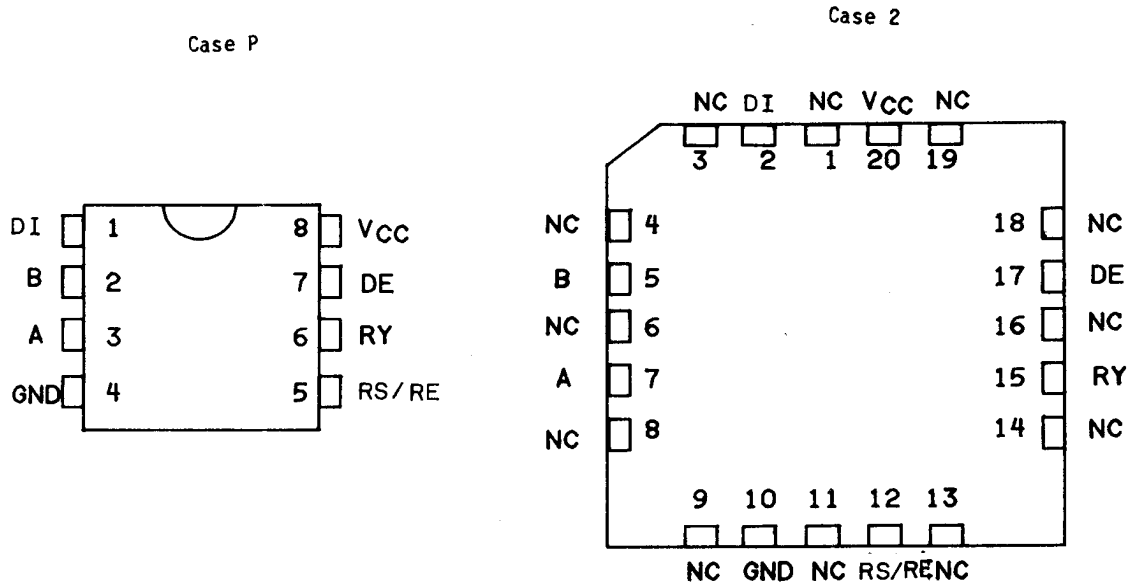 Case P
DI 1 8 VCC
B 2 7 DE
A 3 6 RY
GND 4 5 RS/RE
Case 2
NC DI NC VCC NC
3 2 1 20 19
NC 4 18 NC
B 5 17 DE
NC 6 16 NC
A 7 15 RY
NC 8 14 NC
9 10 11 12 13
NC GND NC RS/RE NC